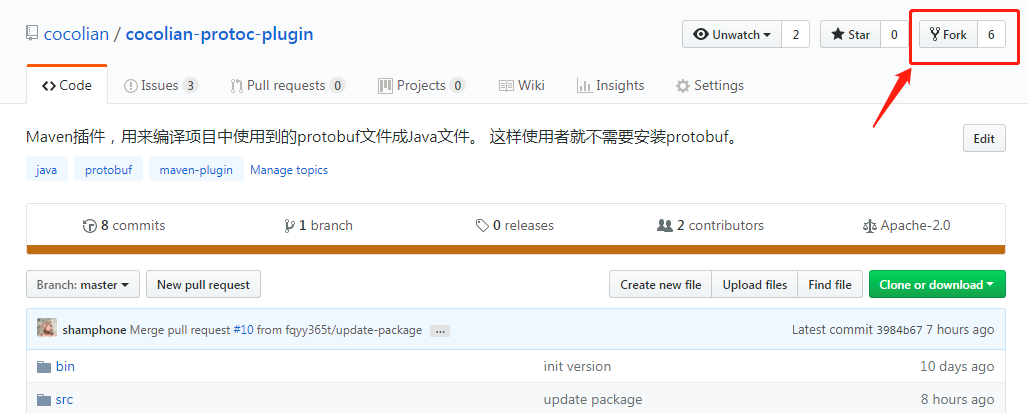 cocolian / cocolian-protoc-plugin Unwatch 2 Star 0 Fork 6
Code Issues 3 Pull requests 0 Projects 0 Wiki Insights Settings
Maven插件，用来编译项目中使用到的protobuf文件成Java文件。 这样使用者就不需要安装protobuf。 Edit
java protobuf maven-plugin Manage topics
8 commits 1 branch 0 releases 2 contributors Apache-2.0
Branch: master New pull request Create new file Upload files Find file Clone or download
shamphone Merge pull request #10 from fqyy365t/update-package ... Latest commit 3984b67 7 hours ago
bin init version 10 days ago
src update package 8 hours ago